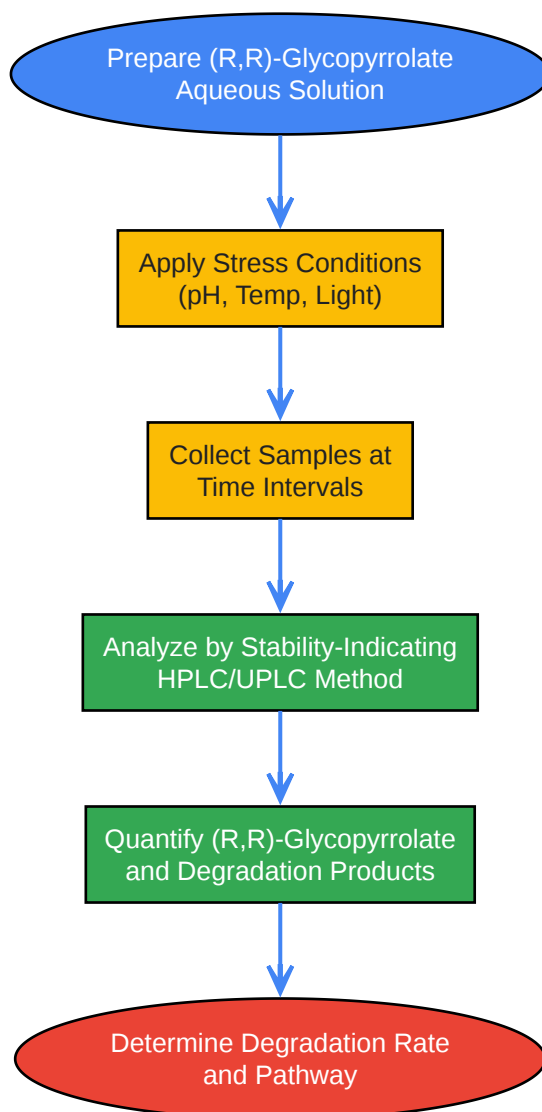 Prepare (R,R)-Glycopyrrolate
Aqueous Solution
Apply Stress Conditions
(pH, Temp, Light)
Collect Samples at
Time Intervals
Analyze by Stability-Indicating
HPLC/UPLC Method
Quantify (R,R)-Glycopyrrolate
and Degradation Products
Determine Degradation Rate
and Pathway